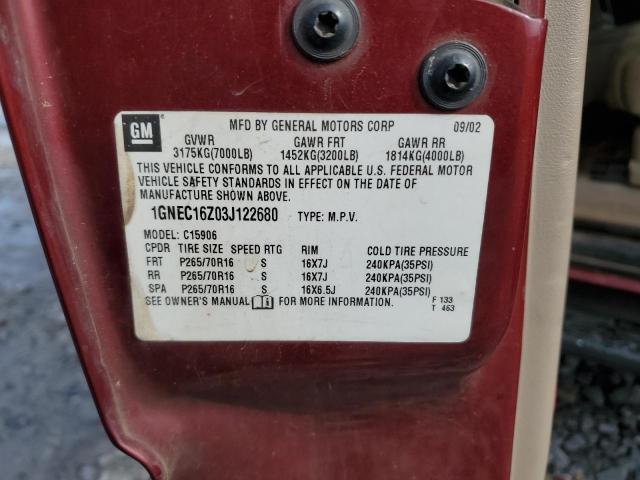 GM
MFD BY GENERAL MOTORS CORP 09/02
GVWR GAWR FRT GAWR RR
3175KG(7000LB) 1452KG(3200LB) 1814KG(4000LB)
THIS VEHICLE CONFORMS TO ALL APPLICABLE U.S. FEDERAL MOTOR
VEHICLE SAFETY STANDARDS IN EFFECT ON THE DATE OF
MANUFACTURE SHOWN ABOVE.
1GNEC16Z03J122680 TYPE: M.P.V.
MODEL: C15906
CPDR TIRE SIZE SPEED RTG RIM COLD TIRE PRESSURE
FRT P265/70R16 S 16X7J 240KPA(35PSI)
RR P265/70R16 S 16X7J 240KPA(35PSI)
SPA P265/70R16 S 16X6.5J 240KPA(35PSI)
SEE OWNER'S MANUAL FOR MORE INFORMATION. F 133
T 463